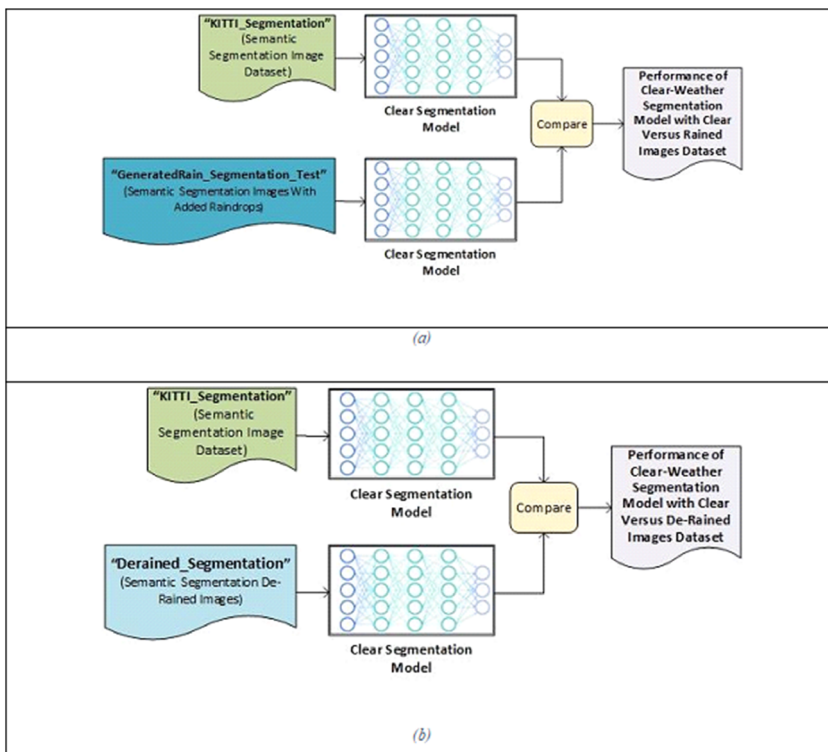 “KITTI_Segmentation”
(Semantic
Segmentation Image
Dataset)
Clear Segmentation
Model
Compare
Performance of
Clear-Weather
Segmentation
Model with Clear
Versus Rained
Images Dataset
“GeneratedRain_Segmentation_Test”
(Semantic Segmentation Images With
Added Raindrops)
Clear Segmentation
Model
(a)
“KITTI_Segmentation”
(Semantic
Segmentation Image
Dataset)
Clear Segmentation
Model
Compare
Performance of
Clear-Weather
Segmentation
Model with Clear
Versus De-Rained
Images Dataset
“Derained_Segmentation”
(Semantic Segmentation De-
Rained Images)
Clear Segmentation
Model
(b)